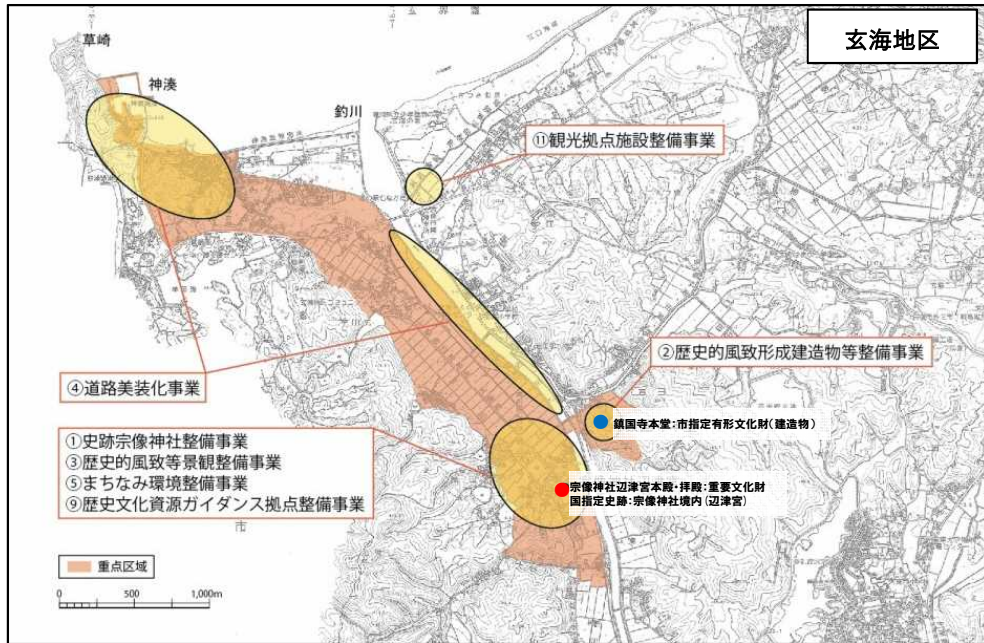 玄海地区
草崎
神湊
釣川
⑪観光拠点施設整備事業
②歴史的風致形成建造物等整備事業
④道路美装化事業
鎮国寺本堂:市指定有形文化財(建造物)
①史跡宗像神社整備事業
③歴史的風致等景観整備事業
⑤まちなみ環境整備事業
⑨歴史文化資源ガイダンス拠点整備事業
宗像神社辺津宮本殿・拝殿:重要文化財
国指定史跡:宗像神社境内(辺津宮)
市
重点区域
0 500 1,000m